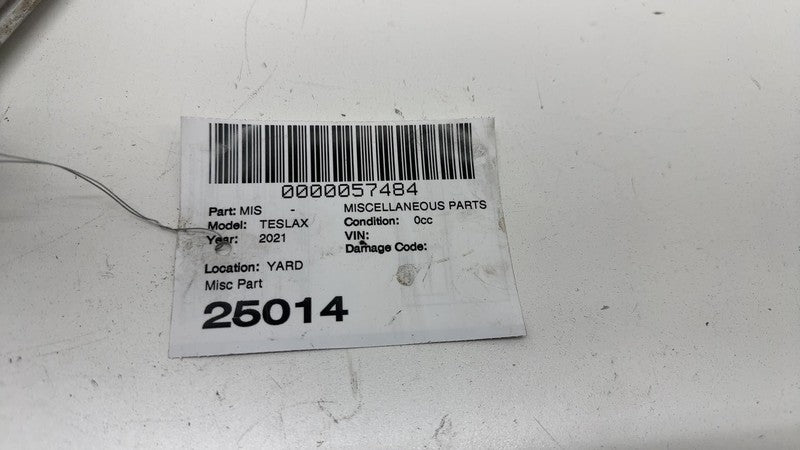 0000057484
Part: MIS - MISCELLANEOUS PARTS
Model: TESLAX Condition: 0cc
Year: 2021 VIN:
Damage Code:
Location: YARD
Misc Part
25014